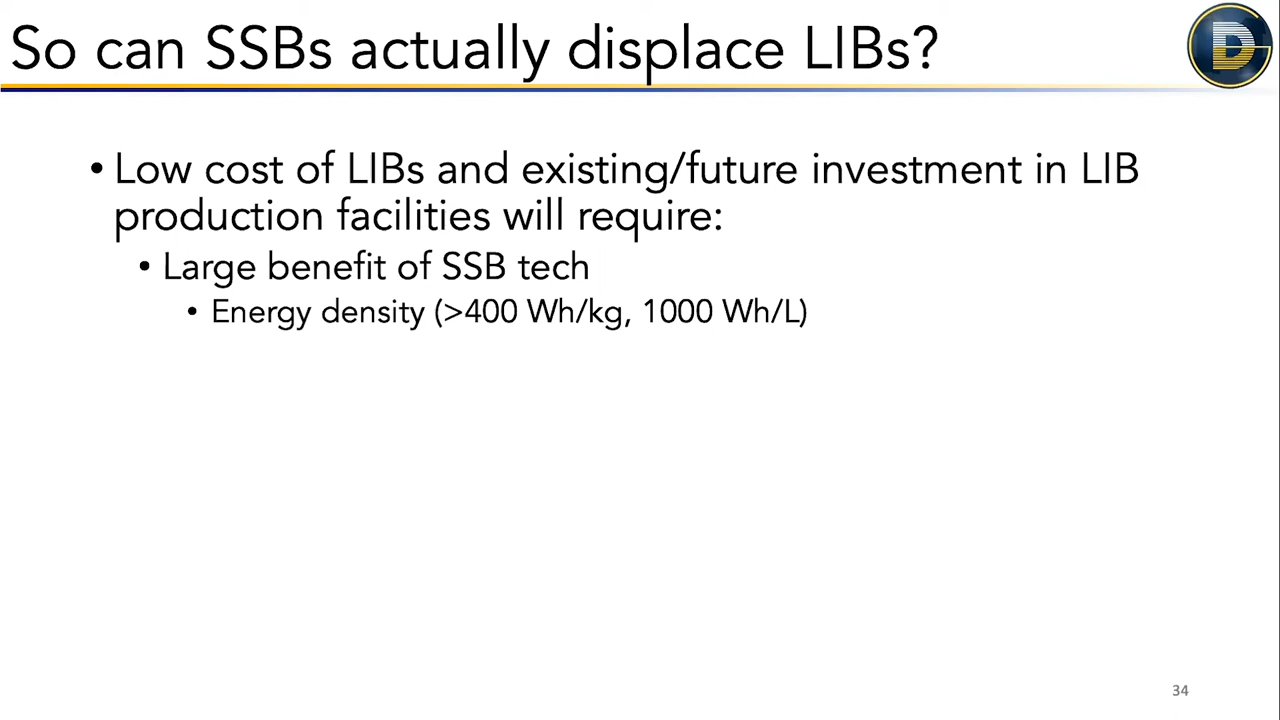 So can SSBs actually displace LIBs?
• Low cost of LIBs and existing/future investment in LIB
production facilities will require:
• Large benefit of SSB tech
• Energy density (>400 Wh/kg, 1000 Wh/L)
34